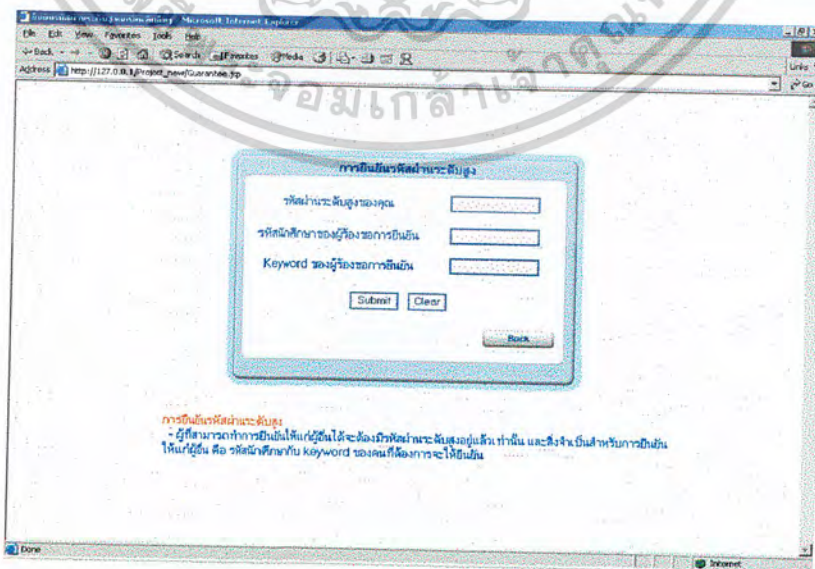 Microsoft Internet Explorer
File Edit View Favorites Tools Help
Back Search Favorites Media
Links
Address http://127.0.0.1/Project_new/Guarantee.jsp Go
จอมเกล้าเจ้าคุณ
การยืนยันรหัสผ่านระดับสูง
รหัสผ่านระดับสูงของคุณ
รหัสนักศึกษาของผู้ร้องขอการยืนยัน
Keyword ของผู้ร้องขอการยืนยัน
Submit Clear
Back
การยืนยันรหัสผ่านระดับสูง
- ผู้ที่สามารถทำการยืนยันให้แก่ผู้อื่นได้จะต้องมีรหัสผ่านระดับสูงอยู่แล้วเท่านั้น และสิ่งจำเป็นสำหรับการยืนยัน
ให้แก่ผู้อื่น คือ รหัสนักศึกษากับ keyword ของคนที่ต้องการจะให้ยืนยัน
Done Internet